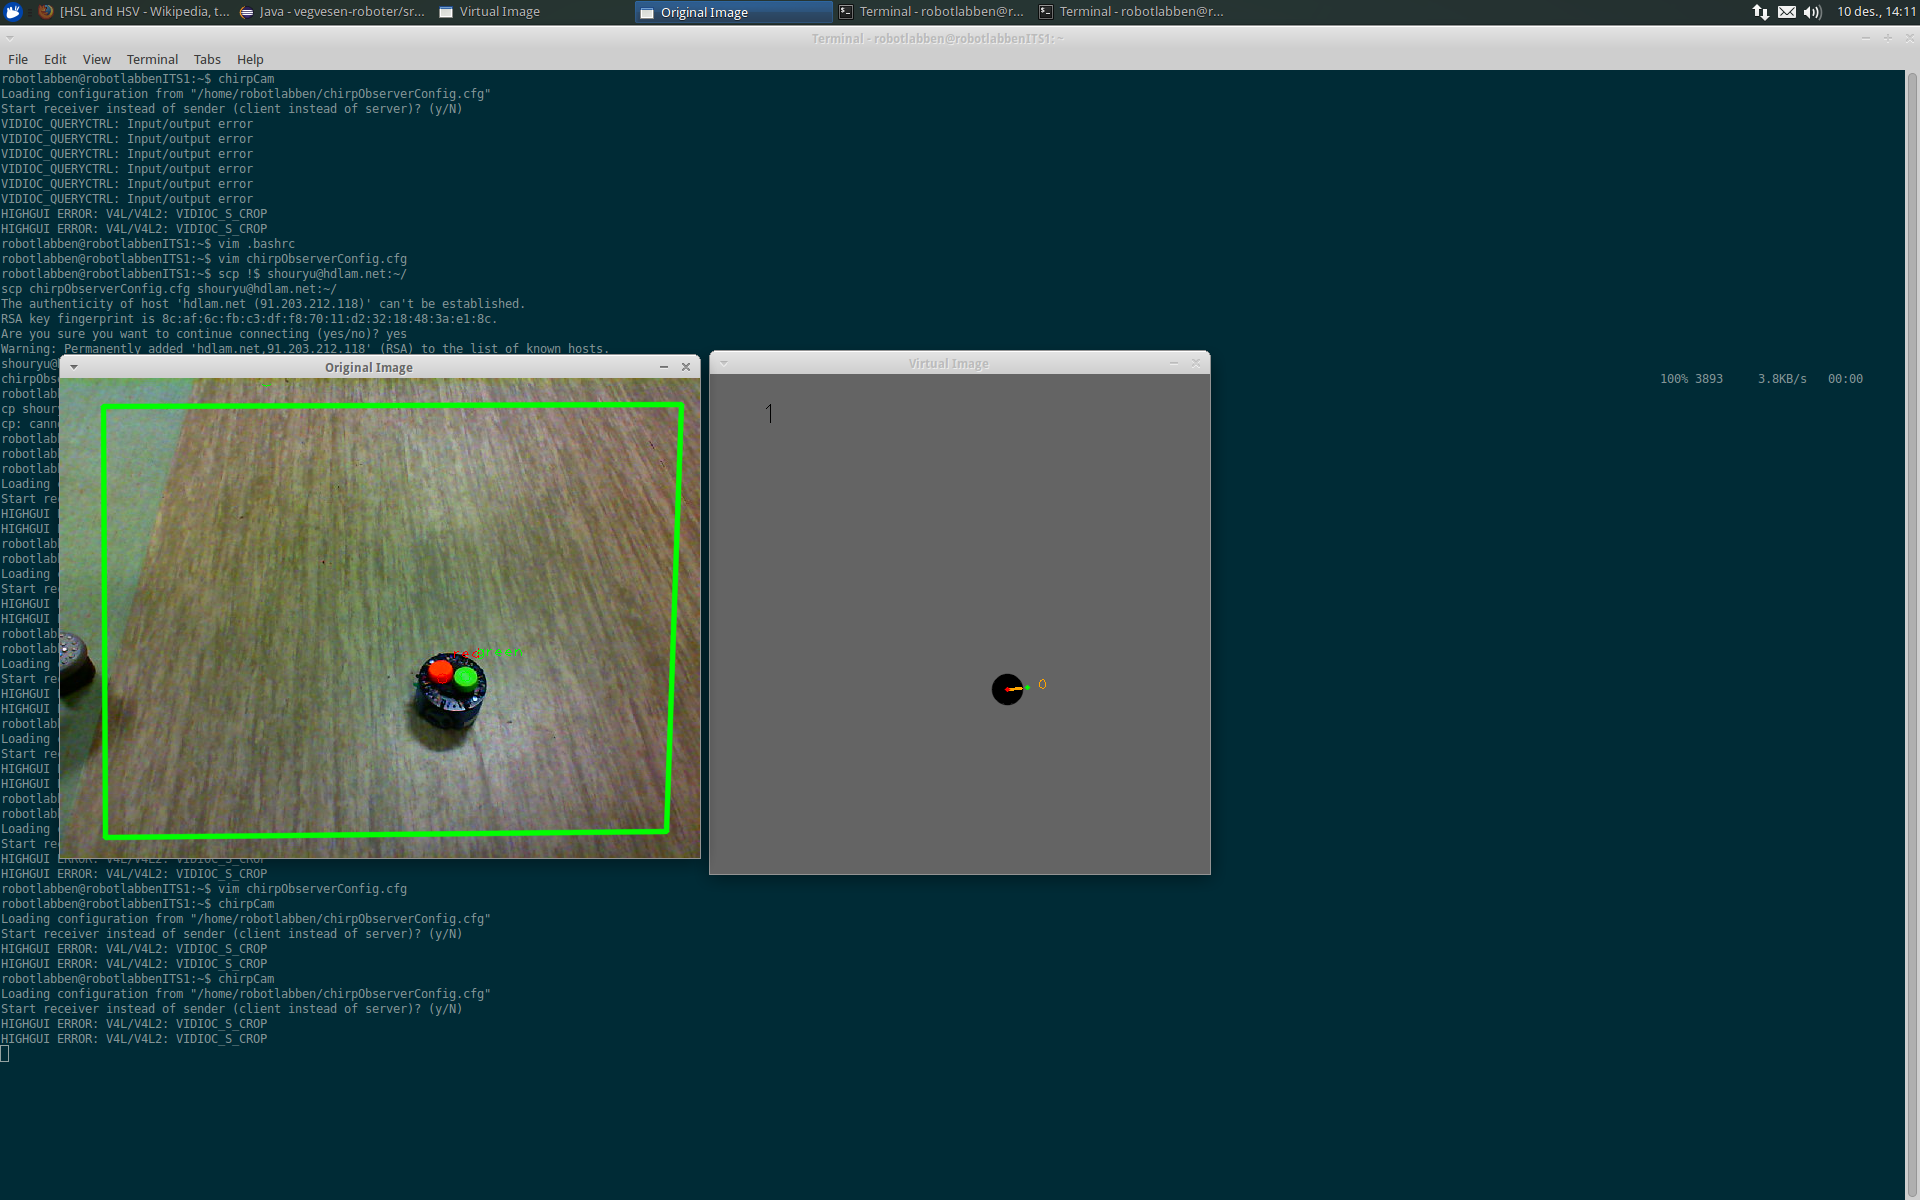 [HSL and HSV - Wikipedia, t... Java - vegvesen-roboter/sr... Virtual Image Original Image Terminal - robotlabben@r... Terminal - robotlabben@r... 10 des., 14:11
Terminal - robotlabben@robotlabbenITS1: ~
File Edit View Terminal Tabs Help
robotlabben@robotlabbenITS1:~$ chirpCam
Loading configuration from "/home/robotlabben/chirpObserverConfig.cfg"
Start receiver instead of sender (client instead of server)? (y/N)
VIDIOC_QUERYCTRL: Input/output error
VIDIOC_QUERYCTRL: Input/output error
VIDIOC_QUERYCTRL: Input/output error
VIDIOC_QUERYCTRL: Input/output error
VIDIOC_QUERYCTRL: Input/output error
VIDIOC_QUERYCTRL: Input/output error
HIGHGUI ERROR: V4L/V4L2: VIDIOC_S_CROP
HIGHGUI ERROR: V4L/V4L2: VIDIOC_S_CROP
robotlabben@robotlabbenITS1:~$ vim .bashrc
robotlabben@robotlabbenITS1:~$ vim chirpObserverConfig.cfg
robotlabben@robotlabbenITS1:~$ scp !$ shouryu@hdlam.net:~/
scp chirpObserverConfig.cfg shouryu@hdlam.net:~/
The authenticity of host 'hdlam.net (91.203.212.118)' can't be established.
RSA key fingerprint is 8c:af:6c:fb:c3:df:f8:70:11:d2:32:18:48:3a:e1:8c.
Are you sure you want to continue connecting (yes/no)? yes
Warning: Permanently added 'hdlam.net,91.203.212.118' (RSA) to the list of known hosts.
shouryu@
chirpObs 100% 3893 3.8KB/s 00:00
robotlab
cp shoury
cp: cann
robotlab
robotlab
robotlab
Loading
Start re
HIGHGUI
HIGHGUI
robotlab
robotlab
Loading
Start re
HIGHGUI
HIGHGUI
robotlab
robotlab
Loading
Start re
HIGHGUI
HIGHGUI
robotlab
Loading
Start re
HIGHGUI
HIGHGUI
robotlab
robotlab
Loading
Start re
HIGHGUI ERROR: V4L/V4L2: VIDIOC_S_CROP
HIGHGUI ERROR: V4L/V4L2: VIDIOC_S_CROP
robotlabben@robotlabbenITS1:~$ vim chirpObserverConfig.cfg
robotlabben@robotlabbenITS1:~$ chirpCam
Loading configuration from "/home/robotlabben/chirpObserverConfig.cfg"
Start receiver instead of sender (client instead of server)? (y/N)
HIGHGUI ERROR: V4L/V4L2: VIDIOC_S_CROP
HIGHGUI ERROR: V4L/V4L2: VIDIOC_S_CROP
robotlabben@robotlabbenITS1:~$ chirpCam
Loading configuration from "/home/robotlabben/chirpObserverConfig.cfg"
Start receiver instead of sender (client instead of server)? (y/N)
HIGHGUI ERROR: V4L/V4L2: VIDIOC_S_CROP
HIGHGUI ERROR: V4L/V4L2: VIDIOC_S_CROP
Original Image
red green
Virtual Image
1
0